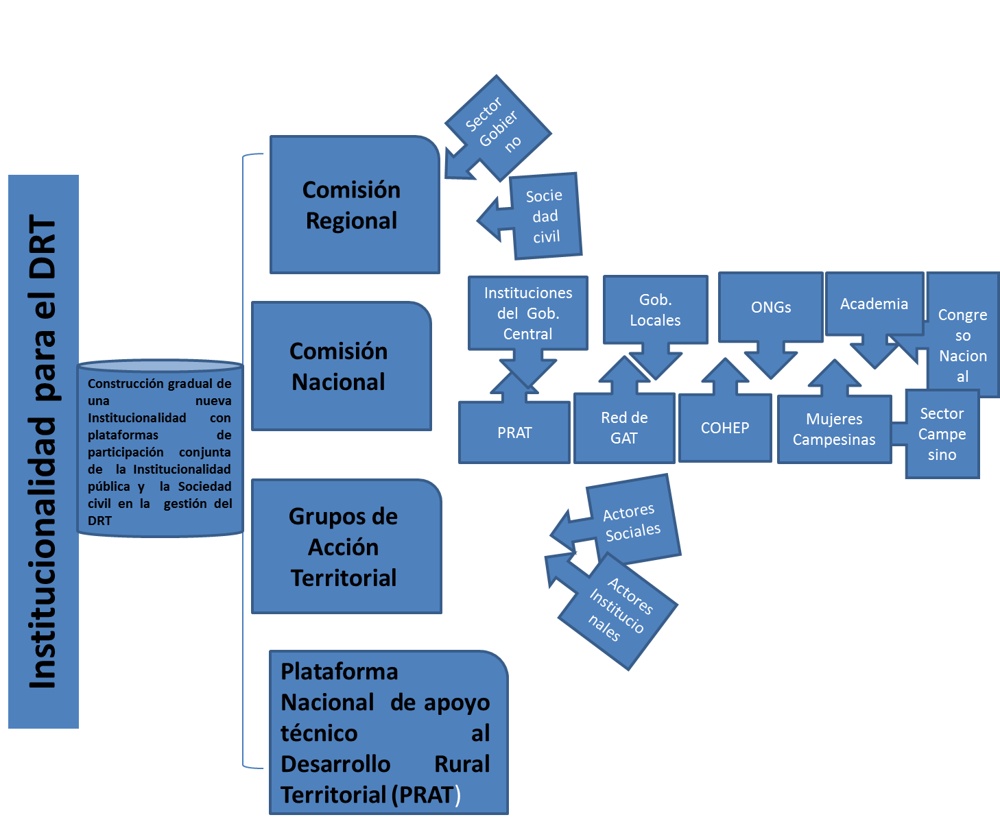 Institucionalidad para el DRT
Construcción gradual de
una nueva
Institucionalidad con
plataformas de
participación conjunta
de la Institucionalidad
pública y la Sociedad
civil en la gestión del
DRT
Comisión
Regional
Sector
Gobier
no
Socie
dad
civil
Comisión
Nacional
Instituciones
del Gob.
Central
Gob.
Locales
ONGs
Academia
Congre
so
Nacion
al
PRAT
Red de
GAT
COHEP
Mujeres
Campesinas
Sector
Campe
sino
Grupos de
Acción
Territorial
Actores
Sociales
Actores
Institucio
nales
Plataforma
Nacional de apoyo
técnico al
Desarrollo Rural
Territorial (PRAT)